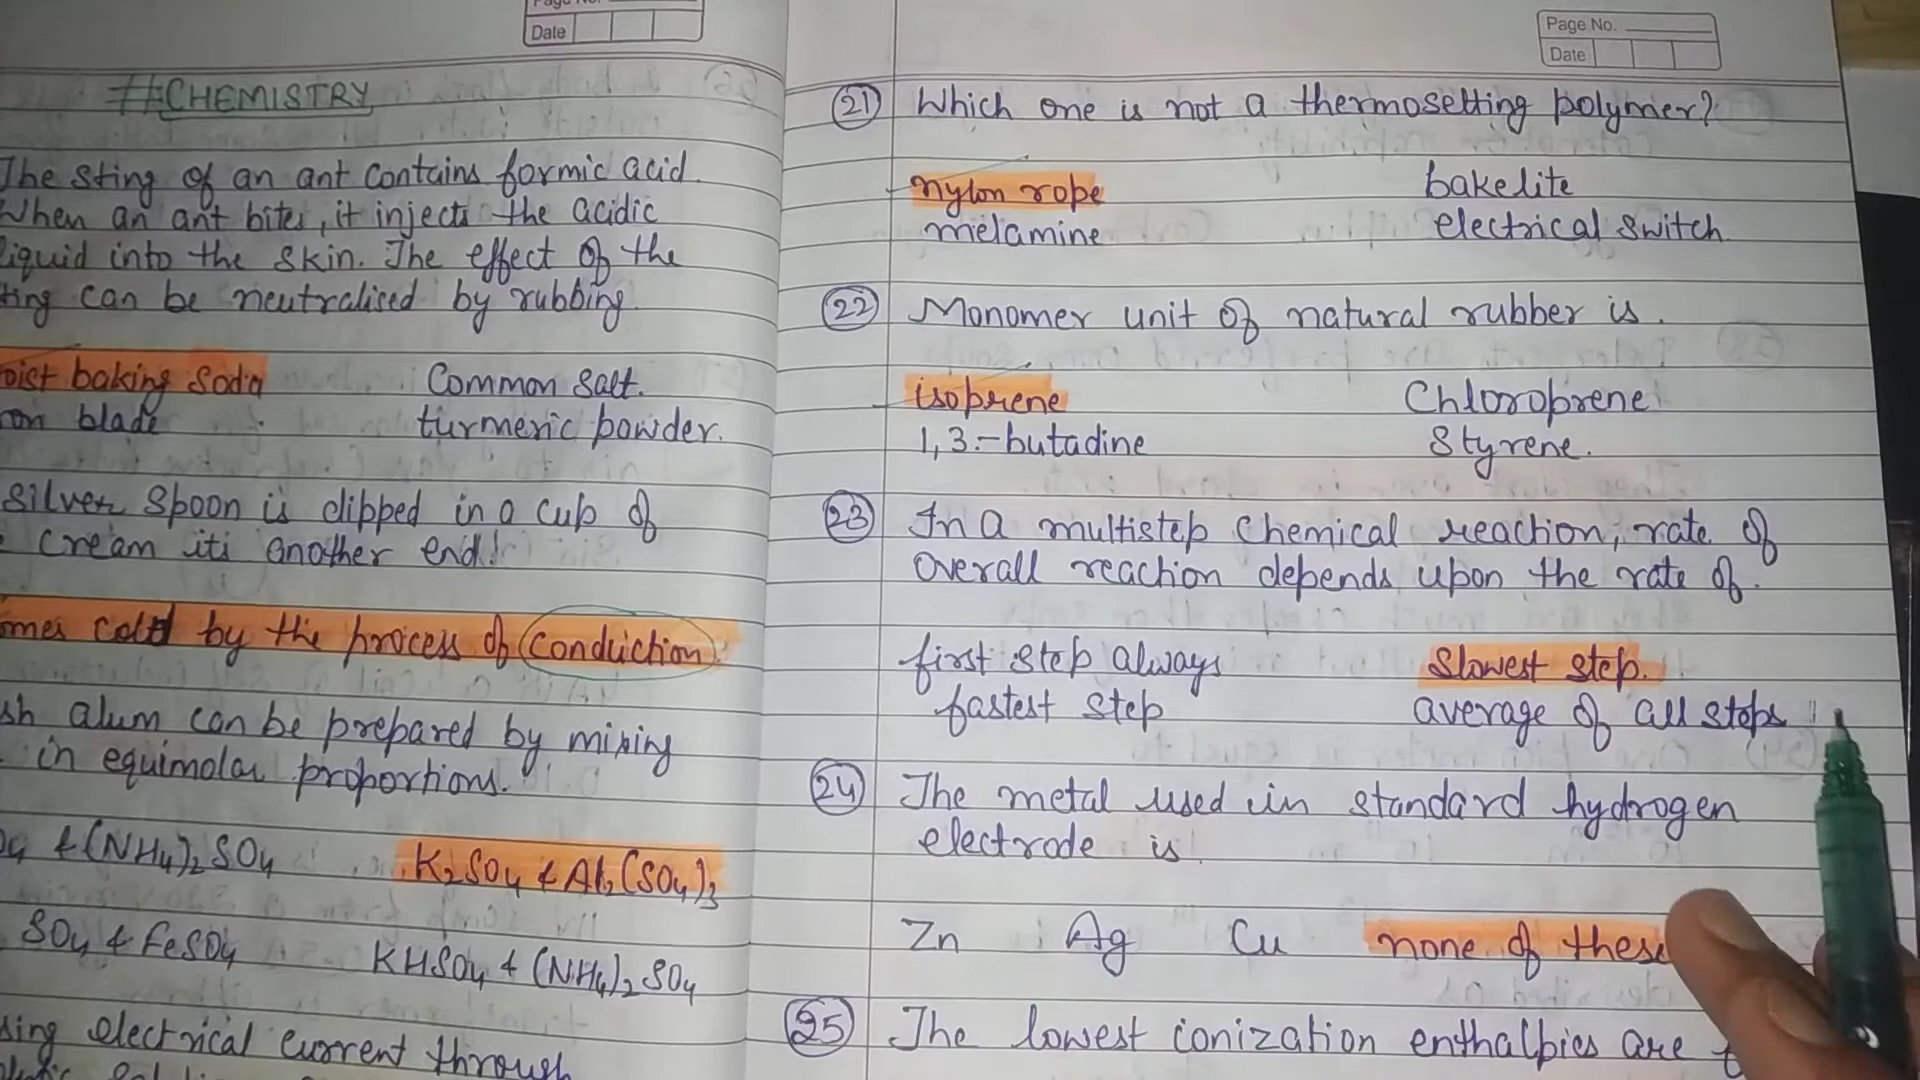 Page No.
Date
#CHEMISTRY
The sting of an ant contains formic acid.
When an ant bites, it injects the acidic
liquid into the skin. The effect of the
can be neutralised by rubbing
baking Soda Common Salt.
blade turmeric powder.
Silver Spoon is dipped in a cup of
cream its another end!
cold by the process of conduction.
alum can be prepared by mixing
in equimolar proportions.
+(NH4)2SO4 K2SO4 + Al2(SO4)3
SO4 + FeSO4 KHSO4 + (NH4)2SO4
electrical current through
Page No.
Date
21 Which one is not a thermosetting polymer?
nylon rope bakelite
melamine electrical switch
22 Monomer unit of natural rubber is.
isoprene Chloroprene
1,3:-butadine Styrene.
23 In a multistep Chemical reaction, rate of
Overall reaction depends upon the rate of.
first step always Slowest step.
fastest step average of all steps
24 The metal used in standard hydrogen
electrode is.
Zn Ag Cu none of these
25 The lowest ionization enthalpies are